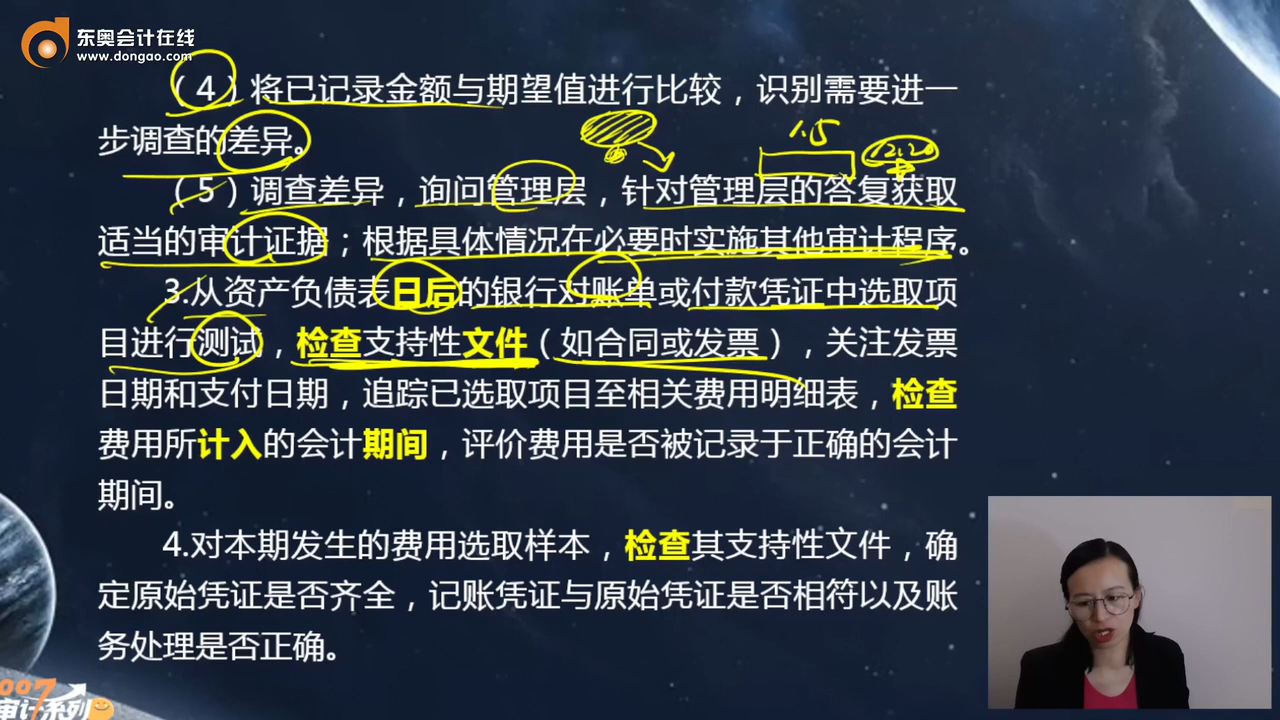 东奥会计在线
www.dongao.com
（4）将已记录金额与期望值进行比较，识别需要进一
步调查的差异。
1.5
12.20
（5）调查差异，询问管理层，针对管理层的答复获取
适当的审计证据；根据具体情况在必要时实施其他审计程序。
3.从资产负债表日后的银行对账单或付款凭证中选取项
目进行测试，检查支持性文件（如合同或发票），关注发票
日期和支付日期，追踪已选取项目至相关费用明细表，检查
费用所计入的会计期间，评价费用是否被记录于正确的会计
期间。
4.对本期发生的费用选取样本，检查其支持性文件，确
定原始凭证是否齐全，记账凭证与原始凭证是否相符以及账
务处理是否正确。
007
审计系列